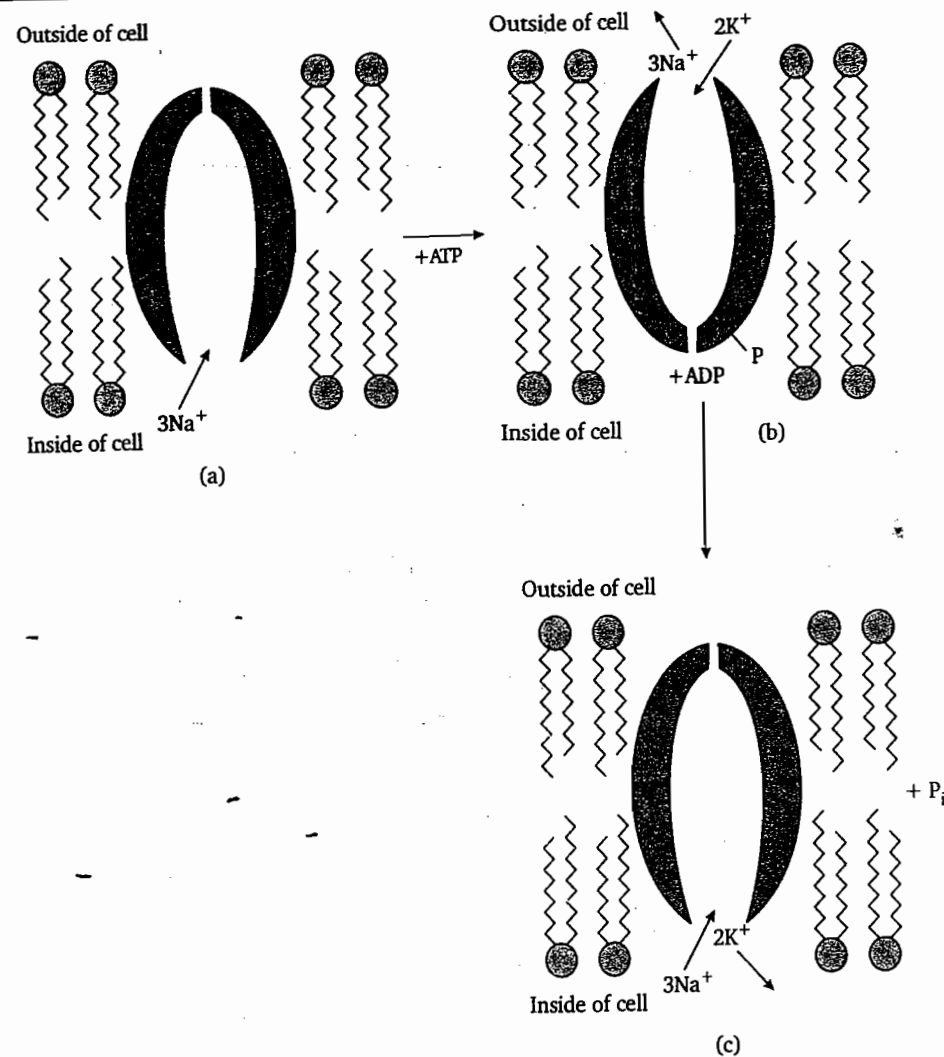 Outside of cell
3Na⁺
Inside of cell
(a)
+ATP
Outside of cell
2K⁺
3Na⁺
P
+ADP
Inside of cell
(b)
Outside of cell
+ Pᵢ
2K⁺
3Na⁺
Inside of cell
(c)